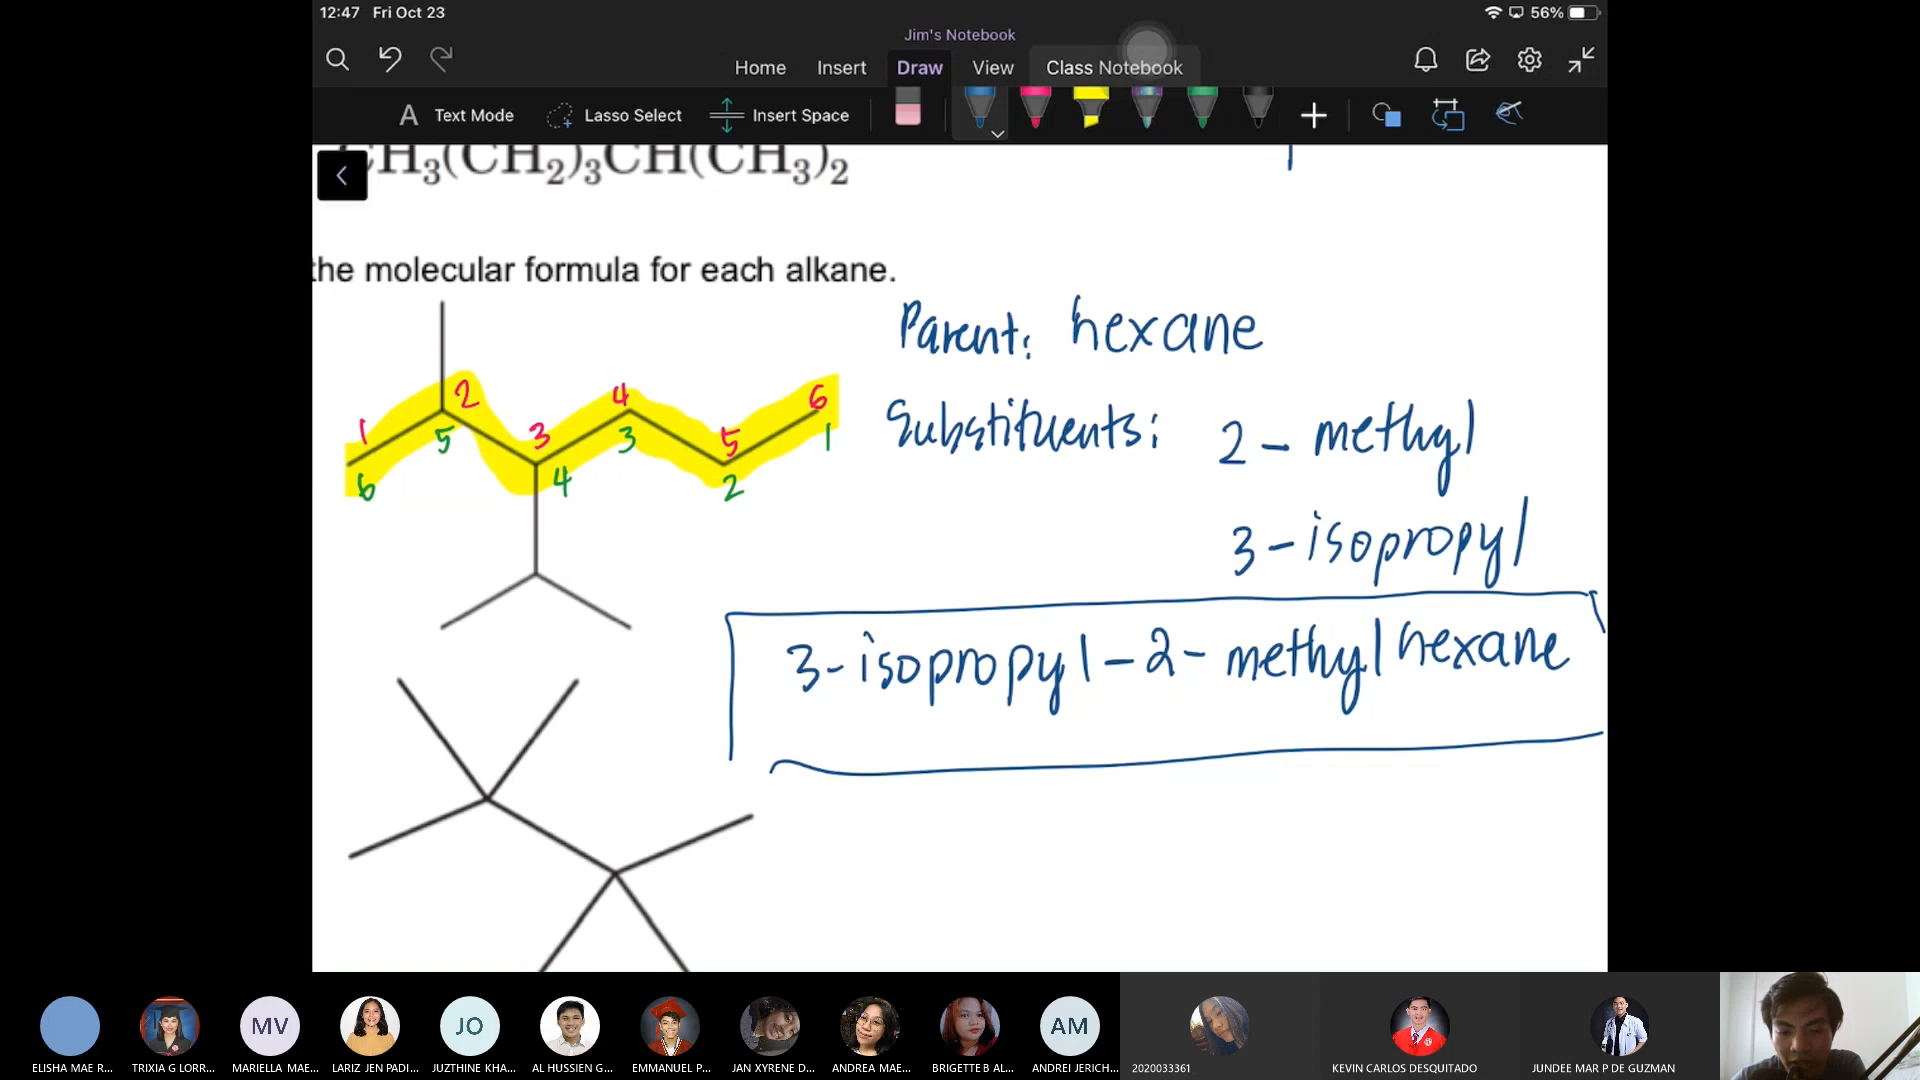 12:47 Fri Oct 23
56%
Jim's Notebook
Home Insert Draw View Class Notebook
A Text Mode Lasso Select Insert Space
CH₃(CH₂)₃CH(CH₃)₂
the molecular formula for each alkane.
Parent: hexane
1 2 3 4 5 6
6 5 4 3 2 1
Substituents: 2 - methyl
3 - isopropyl
3-isopropyl-2-methylhexane
MV JO AM
ELISHA MAE R... TRIXIA G LORR... MARIELLA MAE... LARIZ JEN PADI... JUZTHINE KHA... AL HUSSIEN G... EMMANUEL P... JAN XYRENE D... ANDREA MAE... BRIGETTE B AL... ANDREI JERICH... 2020033361 KEVIN CARLOS DESQUITADO JUNDEE MAR P DE GUZMAN